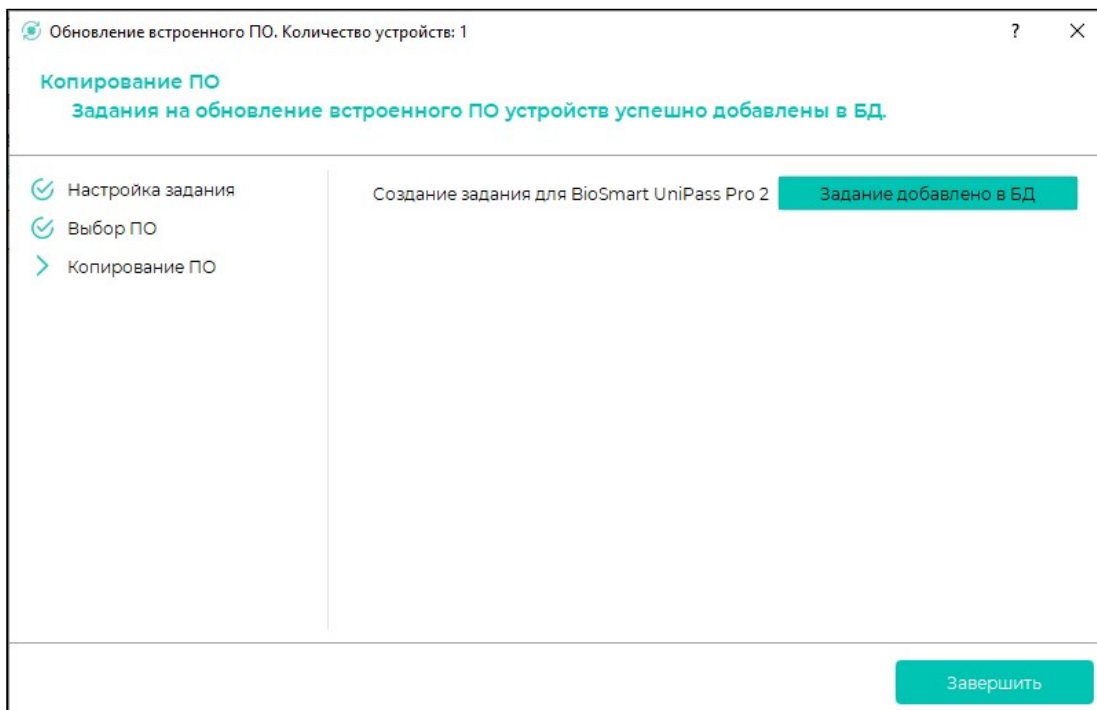 Обновление встроенного ПО. Количество устройств: 1
?
Копирование ПО
Задания на обновление встроенного ПО устройств успешно добавлены в БД.
Настройка задания
Выбор ПО
Копирование ПО
Создание задания для BioSmart UniPass Pro 2 Задание добавлено в БД
Завершить